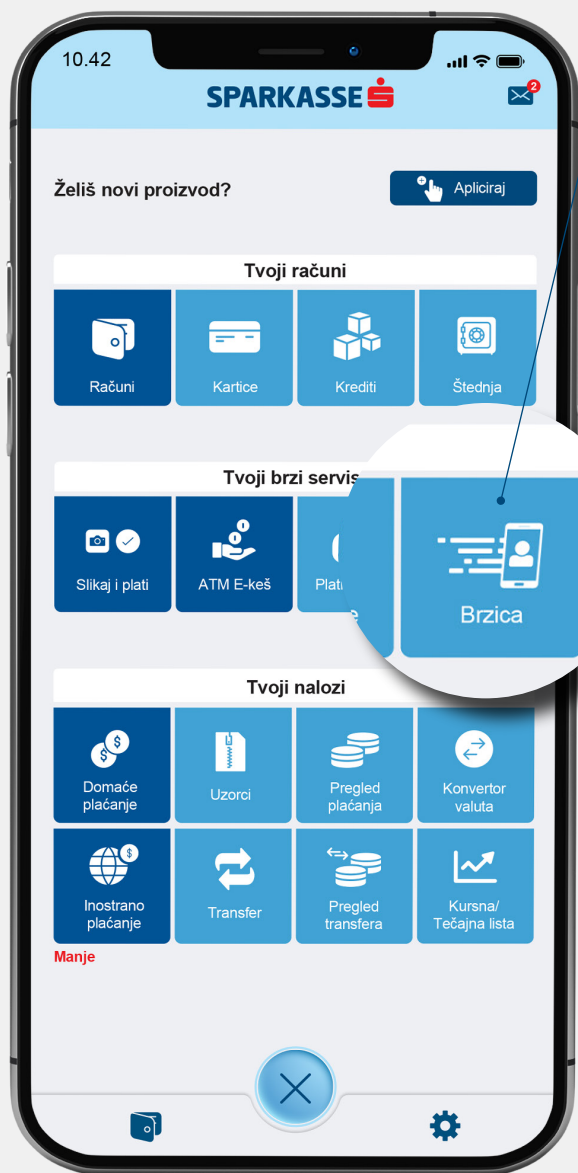 10.42
SPARKASSE
2
Želiš novi proizvod?
Apliciraj
Tvoji računi
Računi
Kartice
Krediti
Štednja
Tvoji brzi servis
Slikaj i plati
ATM E-keš
Brzica
Tvoji nalozi
Domaće
plaćanje
Uzorci
Pregled
plaćanja
Konvertor
valuta
Inostrano
plaćanje
Transfer
Pregled
transfera
Kursna/
Tečajna lista
Manje